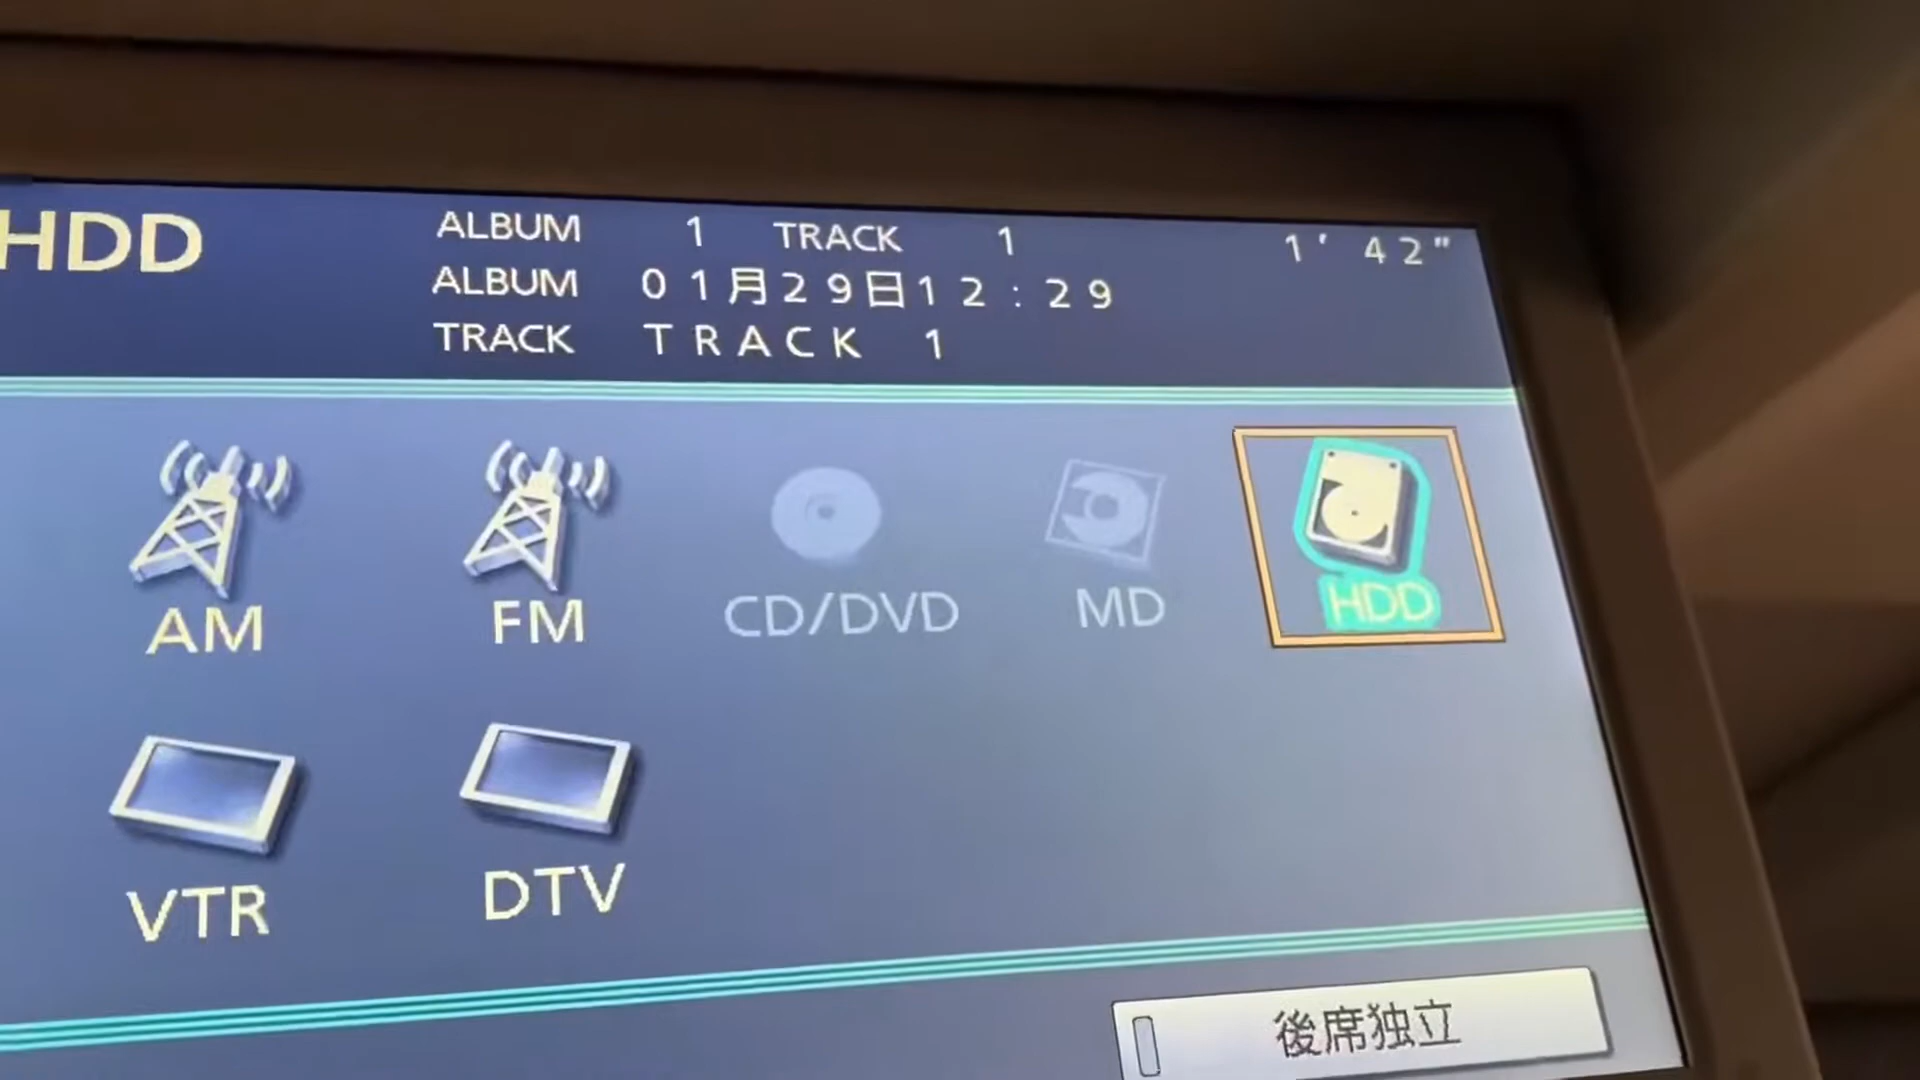 HDD
ALBUM 1 TRACK 1 1' 42"
ALBUM 01月29日12:29
TRACK TRACK 1
AM FM CD/DVD MD HDD
VTR DTV
後席独立